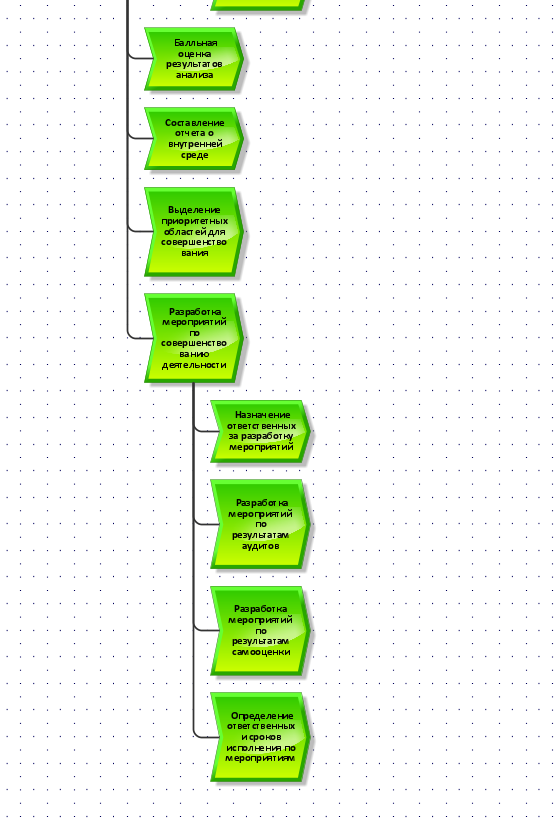 Балльная
оценка
результатов
анализа
Составление
отчета о
внутренней
среде
Выделение
приоритетных
областей для
совершенство
вания
Разработка
мероприятий
по
совершенство
ванию
деятельности
Назначение
ответственных
за разработку
мероприятий
Разработка
мероприятий
по
результатам
аудитов
Разработка
мероприятий
по
результатам
самооценки
Определение
ответственных
и сроков
исполнения по
мероприятиям